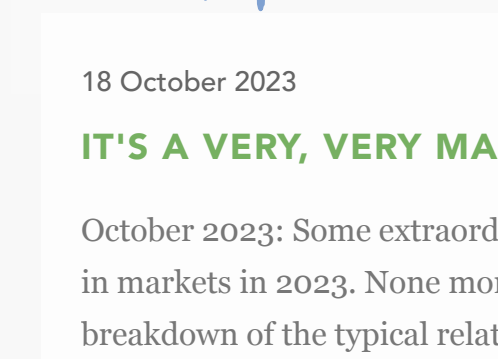 18 October 2023
IT'S A VERY, VERY MA
October 2023: Some extraord
in markets in 2023. None mor
breakdown of the typical relat